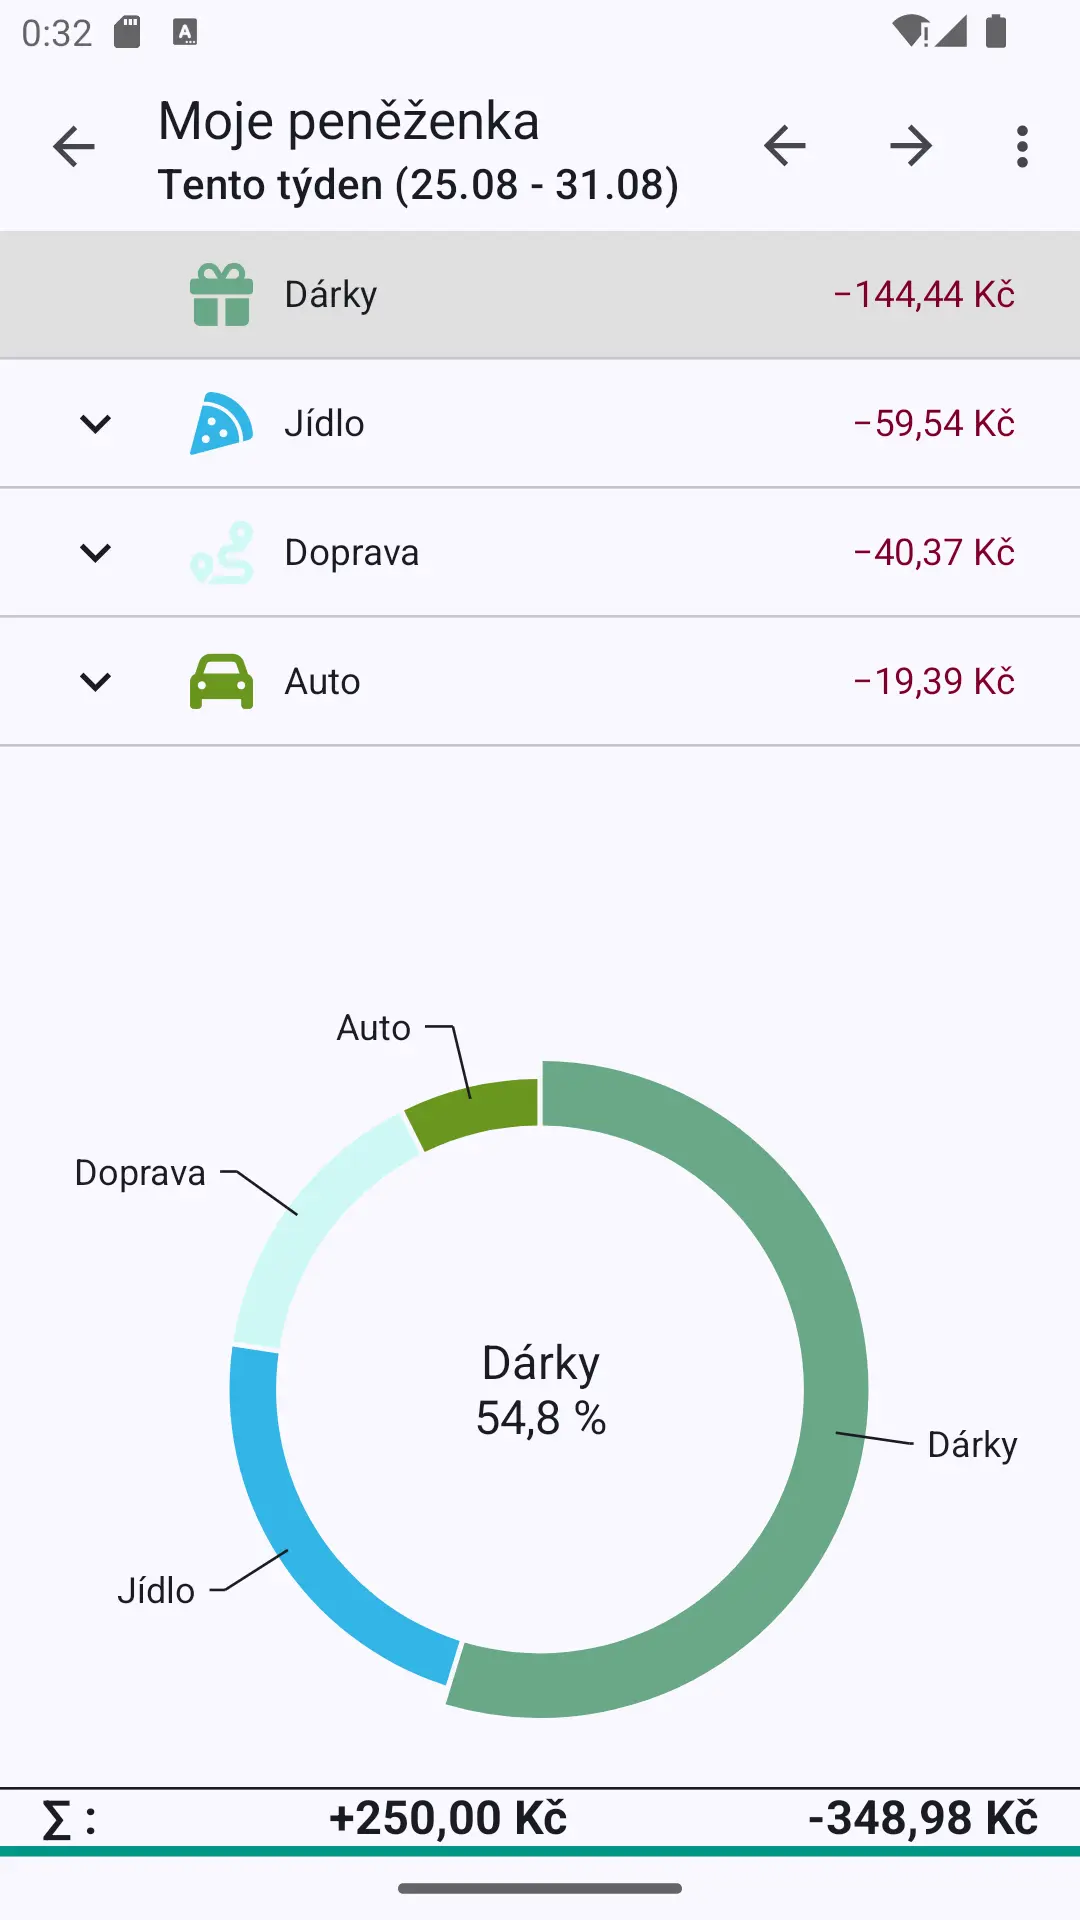 0:32
Moje peněženka
Tento týden (25.08 - 31.08)
Dárky −144,44 Kč
Jídlo −59,54 Kč
Doprava −40,37 Kč
Auto −19,39 Kč
Auto
Doprava
Dárky
54,8 %
Dárky
Jídlo
Σ : +250,00 Kč -348,98 Kč